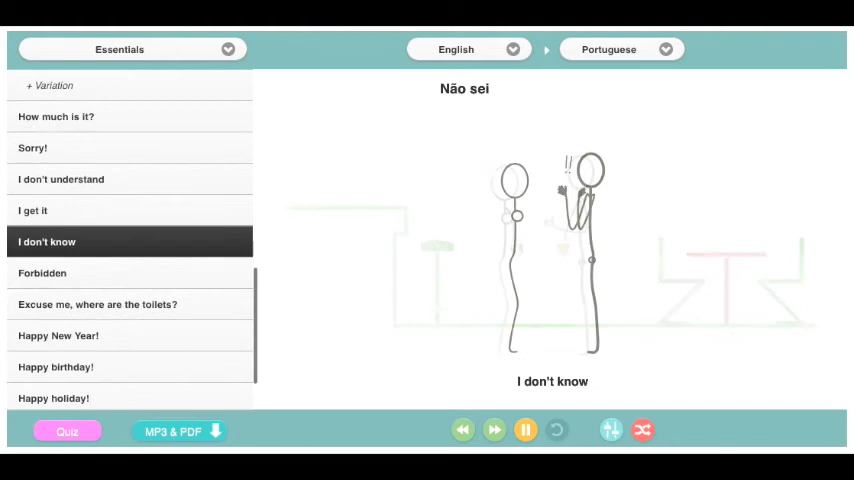 Essentials
English
Portuguese
+ Variation
How much is it?
Sorry!
I don't understand
I get it
I don't know
Forbidden
Excuse me, where are the toilets?
Happy New Year!
Happy birthday!
Happy holiday!
Não sei
!!
I don't know
Quiz
MP3 & PDF